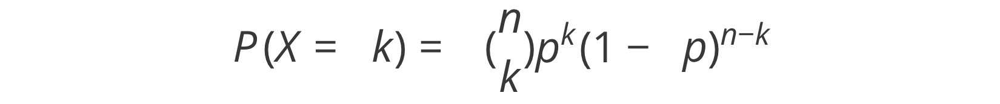 P(X = k) = (n k)p^k(1 − p)^{n−k}